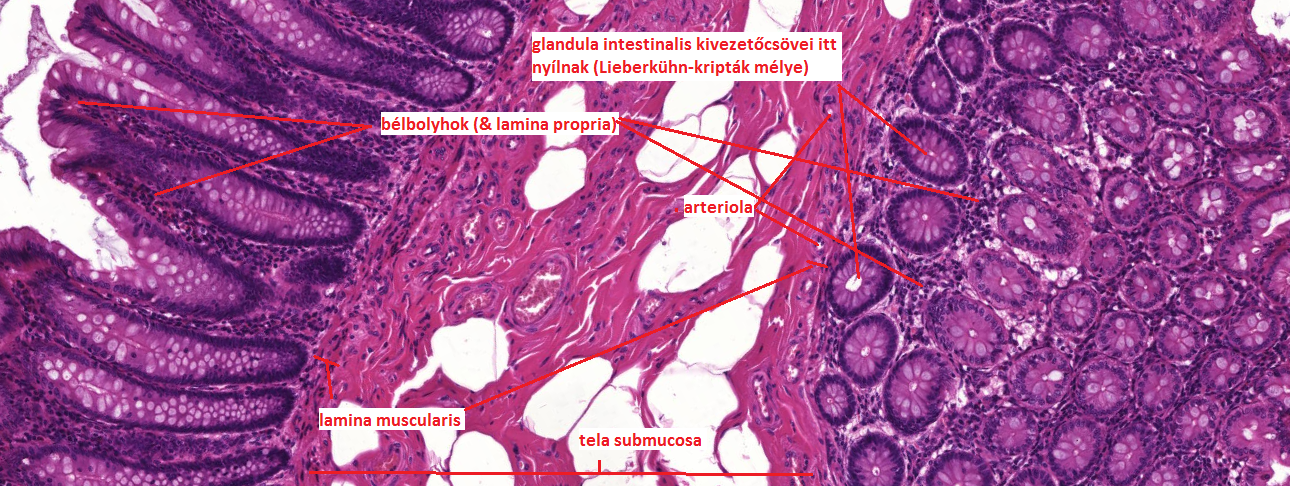 glandula intestinalis kivezetőcsövei itt
nyílnak (Lieberkühn-kripták mélye)
bélbolyhok (& lamina propria)
arteriola
lamina muscularis
tela submucosa